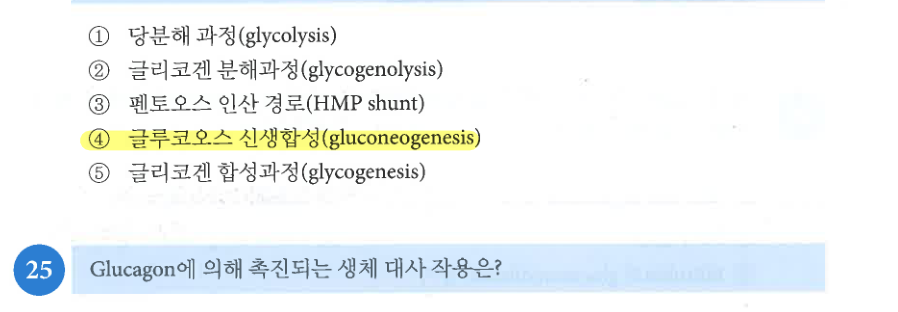 ① 당분해 과정(glycolysis)
② 글리코겐 분해과정(glycogenolysis)
③ 펜토오스 인산 경로(HMP shunt)
④ 글루코오스 신생합성(gluconeogenesis)
⑤ 글리코겐 합성과정(glycogenesis)
25 Glucagon에 의해 촉진되는 생체 대사 작용은?